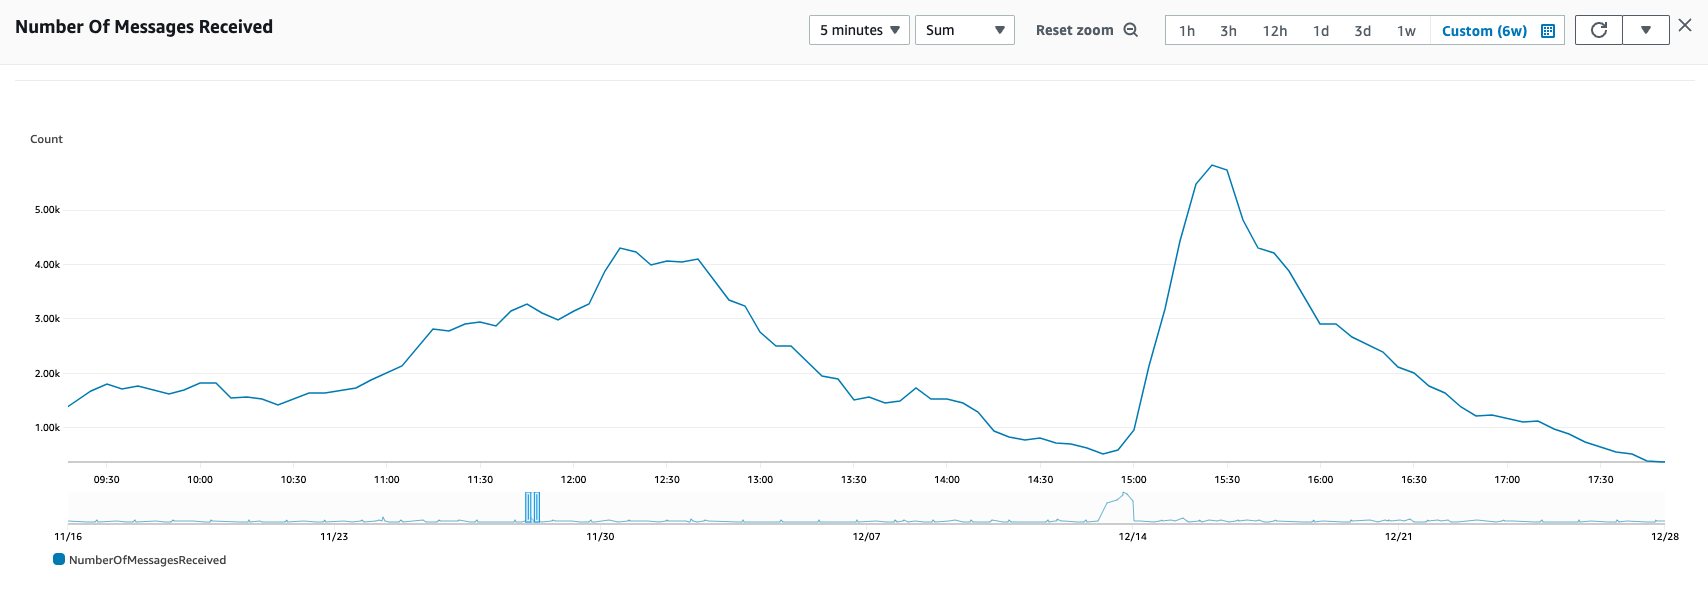 Number Of Messages Received
5 minutes Sum Reset zoom 1h 3h 12h 1d 3d 1w Custom (6w)
Count
5.00k
4.00k
3.00k
2.00k
1.00k
09:30 10:00 10:30 11:00 11:30 12:00 12:30 13:00 13:30 14:00 14:30 15:00 15:30 16:00 16:30 17:00 17:30
11/16 11/23 11/30 12/07 12/14 12/21 12/28
NumberOfMessagesReceived